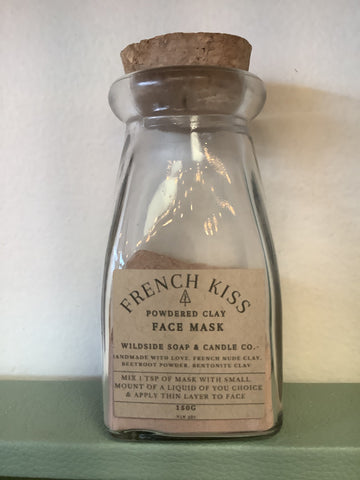 FRENCH KISS
POWDERED CLAY
FACE MASK
WILDSIDE SOAP & CANDLE CO.-
HANDMADE WITH LOVE. FRENCH NUDE CLAY.
BEETROOT POWDER. BENTONITE CLAY
MIX 1 TSP OF MASK WITH SMALL
MOUNT OF A LIQUID OF YOU CHOICE
& APPLY THIN LAYER TO FACE
150G